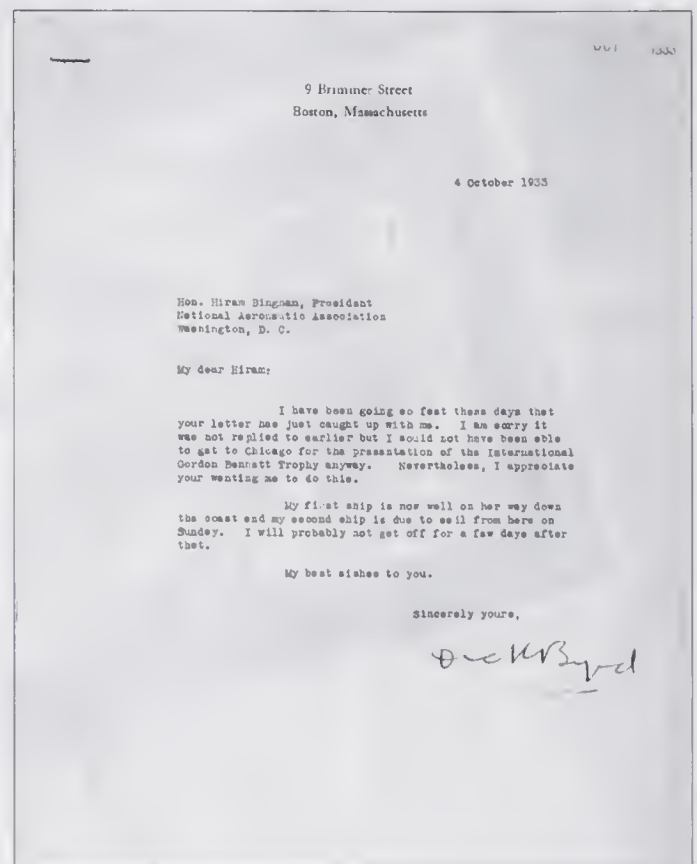 9 Brimmer Street
Boston, Massachusetts
4 October 1933
Hon. Hiram Bingham, President
National Aeronautic Association
Washington, D. C.
My dear Hiram:
I have been going so fast these days that
your letter has just caught up with me. I am sorry it
was not replied to earlier but I would not have been able
to get to Chicago for the presentation of the International
Gordon Bennett Trophy anyway. Nevertheless, I appreciate
your wanting me to do this.
My first ship is now well on her way down
the coast and my second ship is due to sail from here on
Sunday. I will probably not get off for a few days after
that.
My best wishes to you.
Sincerely yours,
Dick Byrd